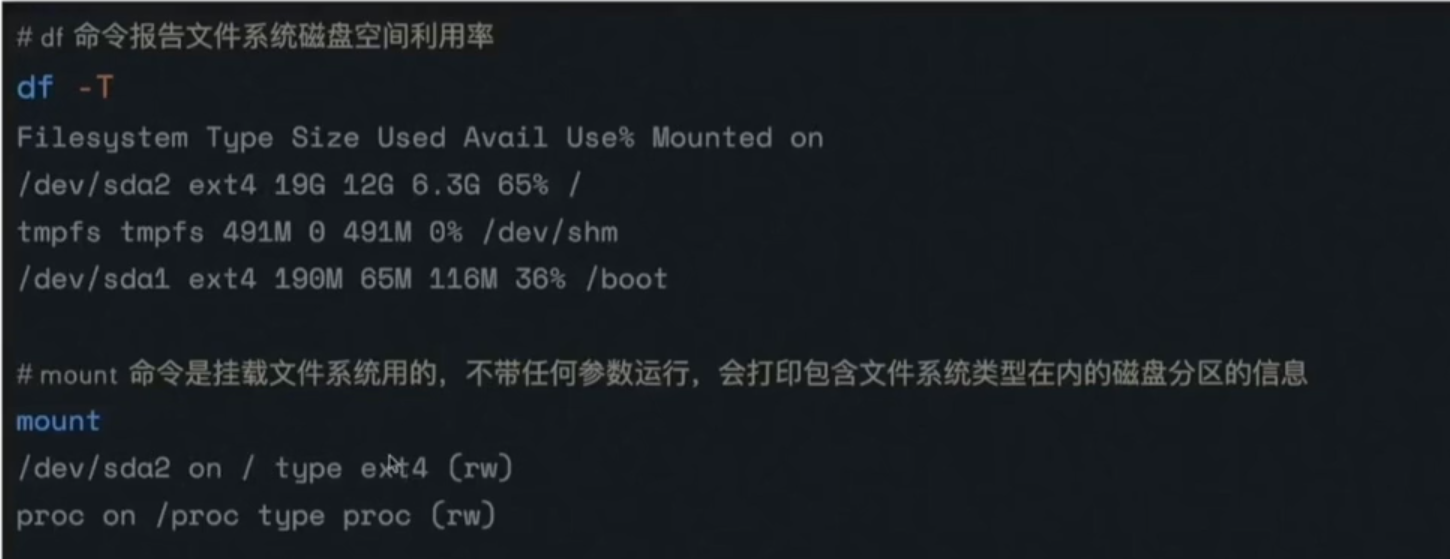 # df 命令报告文件系统磁盘空间利用率
df -T
Filesystem Type Size Used Avail Use% Mounted on
/dev/sda2 ext4 19G 12G 6.3G 65% /
tmpfs tmpfs 491M 0 491M 0% /dev/shm
/dev/sda1 ext4 190M 65M 116M 36% /boot
# mount 命令是挂载文件系统用的，不带任何参数运行，会打印包含文件系统类型在内的磁盘分区的信息
mount
/dev/sda2 on / type ext4 (rw)
proc on /proc type proc (rw)